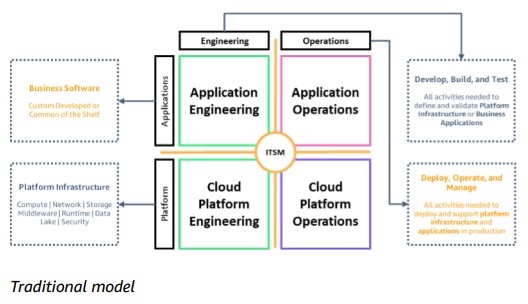 Engineering
Operations
Applications
Platform
Business Software
Custom Developed or
Common of the Shelf
Application
Engineering
Application
Operations
Develop, Build, and Test
All activities needed to
define and validate Platform
Infrastructure or Business
Applications
ITSM
Platform Infrastructure
Compute | Network | Storage
Middleware | Runtime | Data
Lake | Security
Cloud
Platform
Engineering
Cloud
Platform
Operations
Deploy, Operate, and
Manage
All activities needed to
deploy and support platform
infrastructure and
applications in production
Traditional model